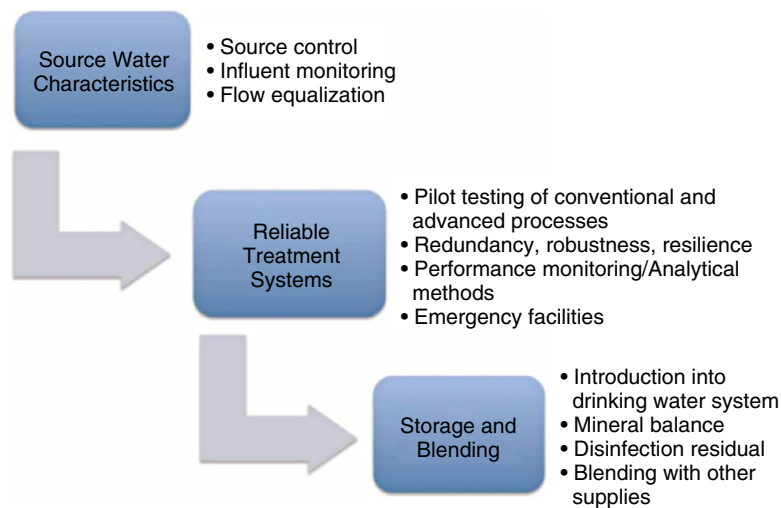 Source Water
Characteristics
• Source control
• Influent monitoring
• Flow equalization
Reliable
Treatment
Systems
• Pilot testing of conventional and
advanced processes
• Redundancy, robustness, resilience
• Performance monitoring/Analytical
methods
• Emergency facilities
Storage and
Blending
• Introduction into
drinking water system
• Mineral balance
• Disinfection residual
• Blending with other
supplies